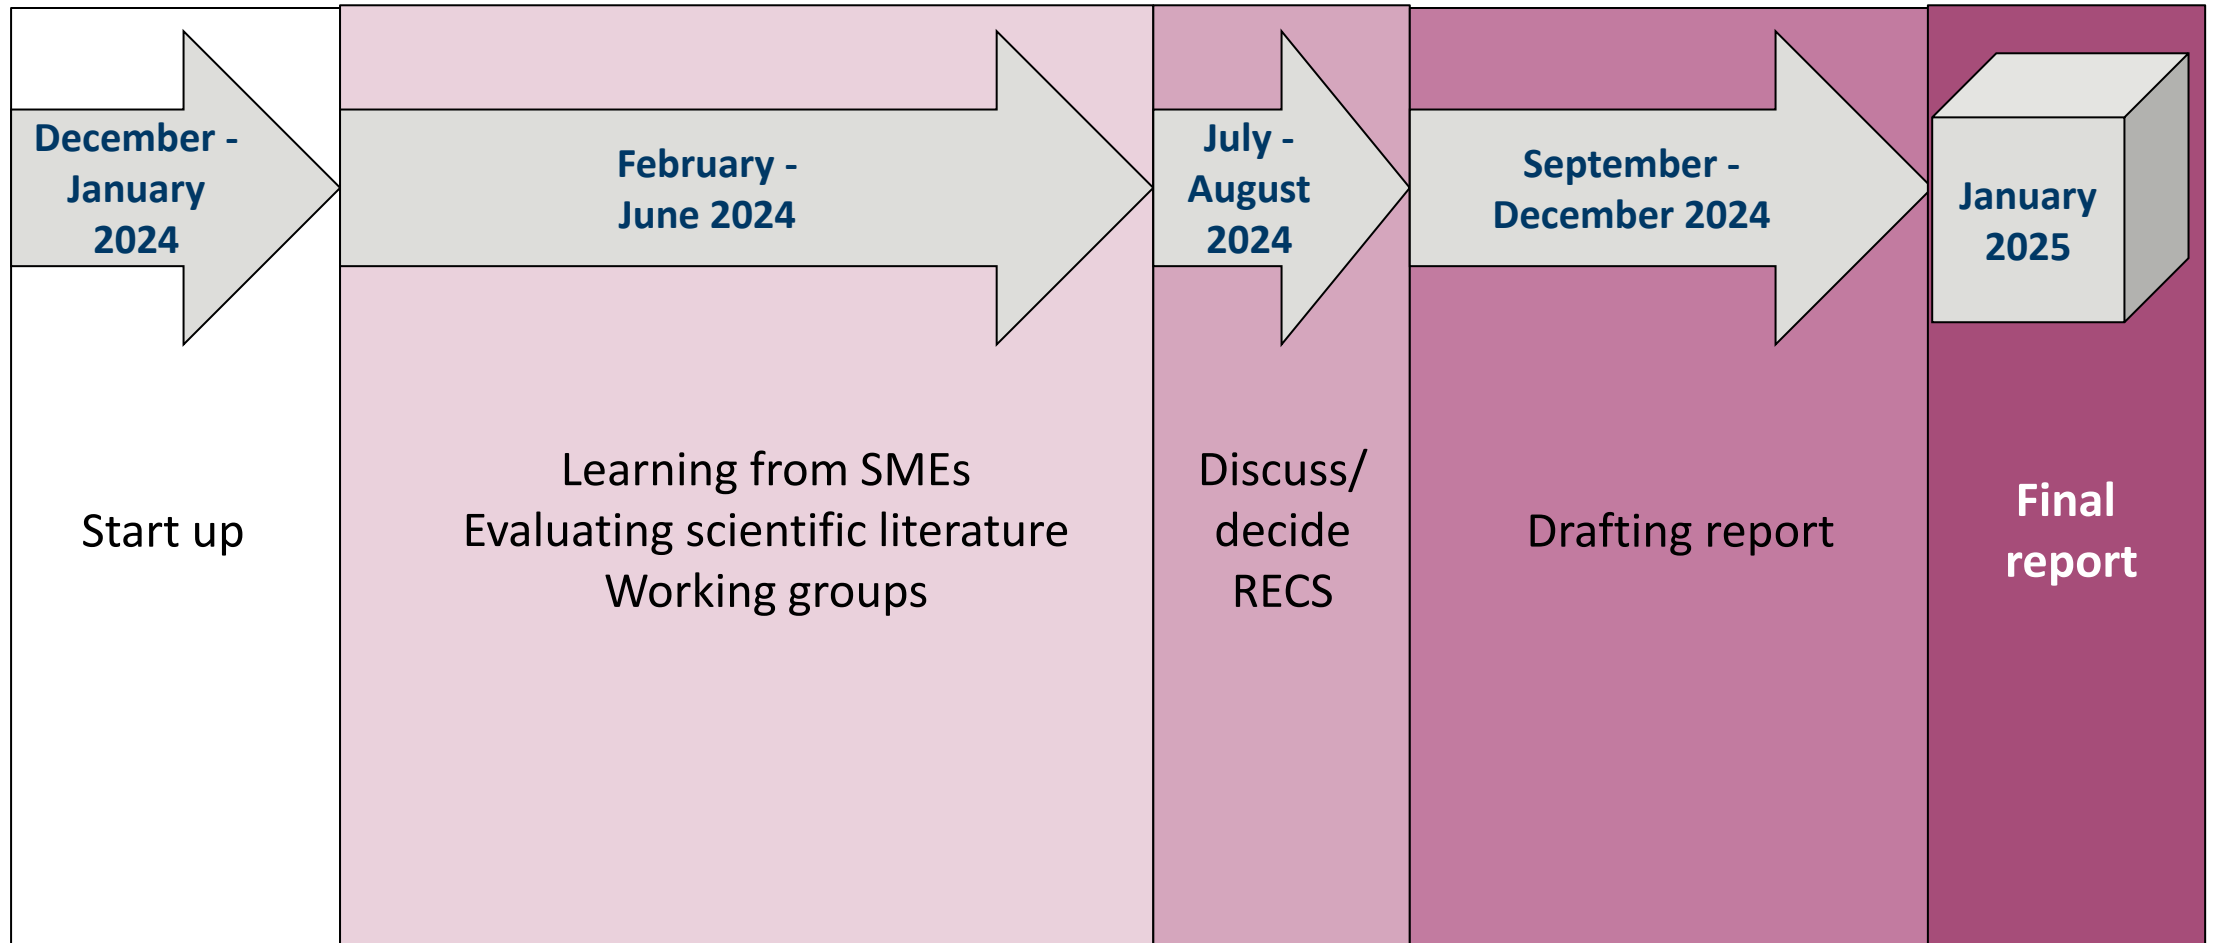 December -
January
2024
February -
June 2024
July -
August
2024
September -
December 2024
January
2025
Start up
Learning from SMEs
Evaluating scientific literature
Working groups
Discuss/
decide
RECS
Drafting report
Final
report